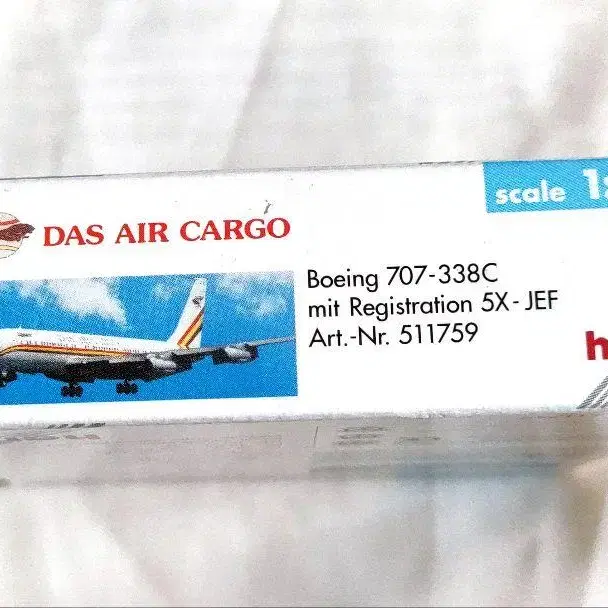 scale 1:
DAS AIR CARGO
Boeing 707-338C
mit Registration 5X-JEF
Art.-Nr. 511759
h